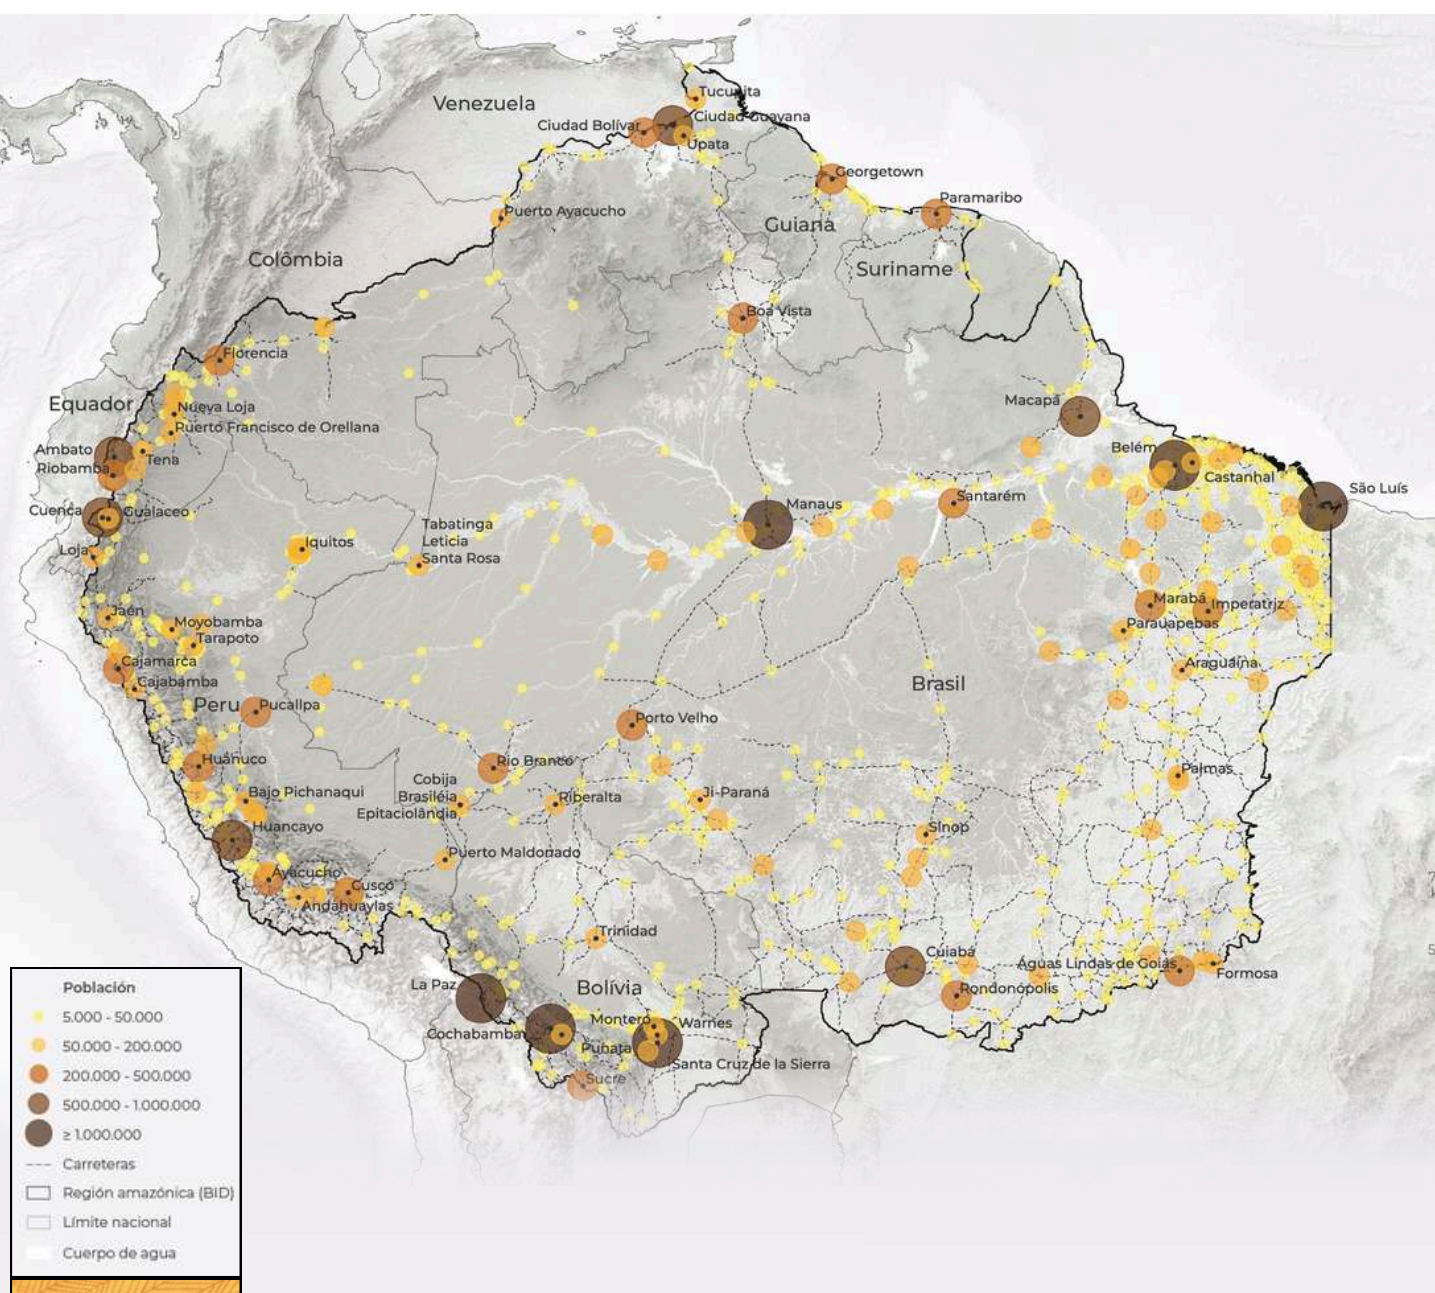 Tucupita
Venezuela
Ciudad Guayana
Ciudad Bolívar
Upata
Georgetown
Paramaribo
Puerto Ayacucho
Guiana
Colômbia
Suriname
Boa Vista
Florencia
Macapá
Equador
Nueva Loja
Puerto Francisco de Orellana
Ambato
Belém
Tena
Riobamba
Castanhal
São Luís
Santarém
Manaus
Cuenca
Gualaceo
Tabatinga
Leticia
Santa Rosa
Iquitos
Loja
Jaén
Marabá
Imperatriz
Moyobamba
Parauapebas
Tarapoto
Cajamarca
Araguaína
Cajabamba
Brasil
Peru
Pucallpa
Porto Velho
Huánuco
Rio Branco
Palmas
Cobija
Brasiléia
Epitaciolândia
Bajo Pichanaqui
Riberalta
Ji-Paraná
Huancayo
Sinop
Puerto Maldonado
Ayacucho
Cusco
Andahuaylas
Trinidad
Cuiabá
Águas Lindas de Goiás
Formosa
La Paz
Bolívia
Rondonópolis
Montero
Warnes
Cochabamba
Punata
Santa Cruz de la Sierra
Sucre
Población
5.000 - 50.000
50.000 - 200.000
200.000 - 500.000
500.000 - 1.000.000
≥ 1.000.000
Carreteras
Región amazónica (BID)
Límite nacional
Cuerpo de agua